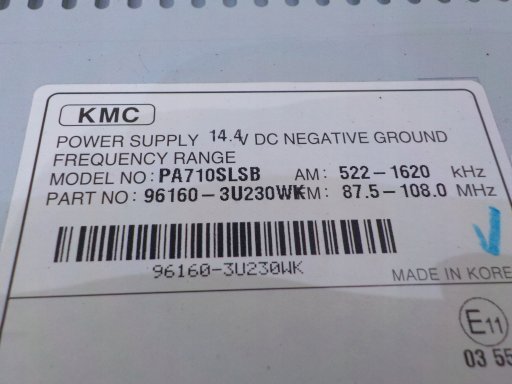 KMC
POWER SUPPLY 14.4V DC NEGATIVE GROUND
FREQUENCY RANGE
MODEL NO: PA710SLSB AM: 522-1620 kHz
PART NO: 96160-3U230WK FM: 87.5-108.0 MHz
96160-3U230WK
MADE IN KORE
E11
03 55